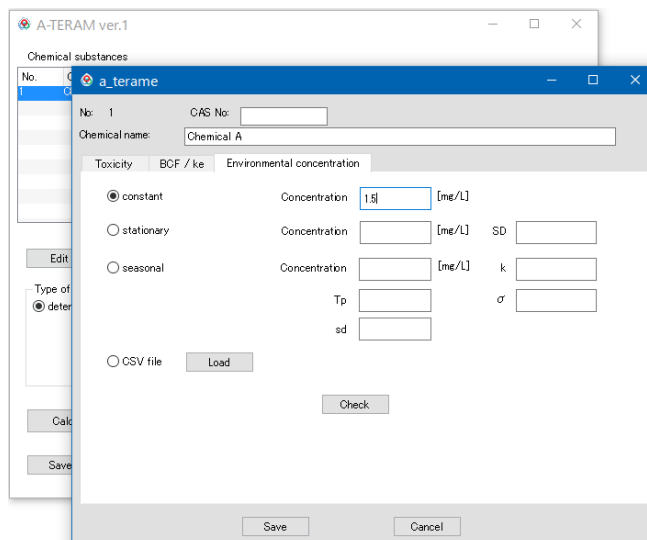 A-TERAM ver.1
Chemical substances
No.
1
a_terame
No: 1 CAS No:
Chemical name: Chemical A
Toxicity BCF / ke Environmental concentration
constant Concentration 1.5 [mg/L]
stationary Concentration [mg/L] SD
seasonal Concentration [mg/L] k
Tp σ
sd
CSV file Load
Check
Save Cancel
Edit
Type of
deter
Calc
Save